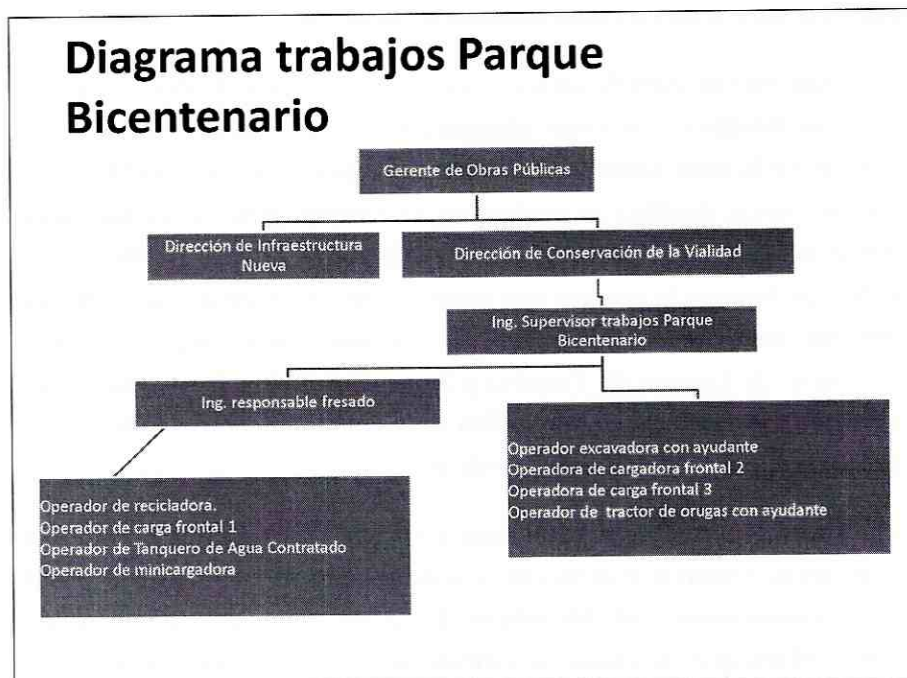 Diagrama trabajos Parque
Bicentenario
Gerente de Obras Públicas
Dirección de Infraestructura
Nueva
Dirección de Conservación de la Vialidad
Ing. Supervisor trabajos Parque
Bicentenario
Ing. responsable fresado
Operador excavadora con ayudante
Operadora de cargadora frontal 2
Operadora de carga frontal 3
Operador de tractor de orugas con ayudante
Operador de recicladora.
Operador de carga frontal 1
Operador de Tanquero de Agua Contratado
Operador de minicargadora